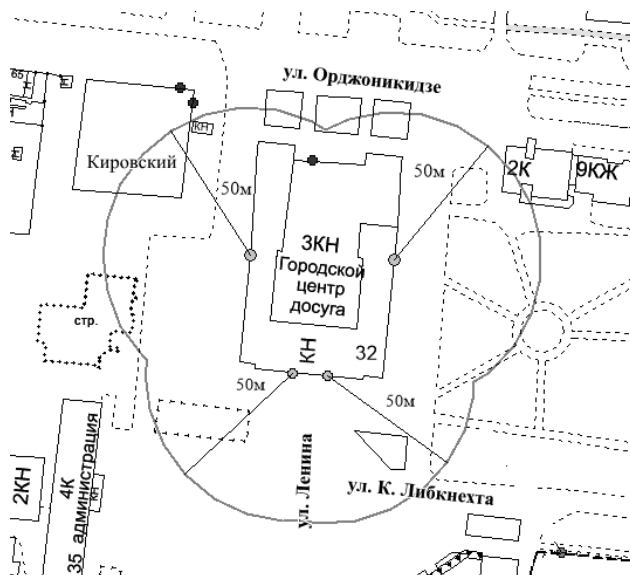 ул. Орджоникидзе
65
КН
Кировский
50м
50м
2К
9КЖ
3КН
Городской
центр
досуга
стр.
КН
32
50м
50м
ул. Ленина
ул. К. Либкнехта
2КН
35 администрация
4К
КН